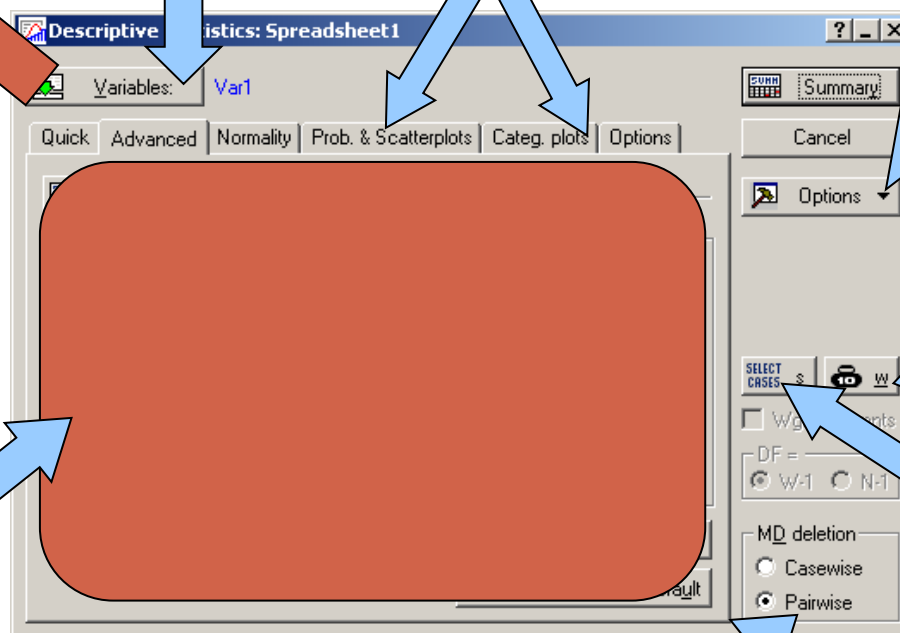 Descriptive istics: Spreadsheet1
Variables: Var1
Summary
Quick Advanced Normality Prob. & Scatterplots Categ. plots Options
Cancel
Options
SELECT CASES S
10 W
DF =
W-1 N-1
MD deletion
Casewise
Pairwise